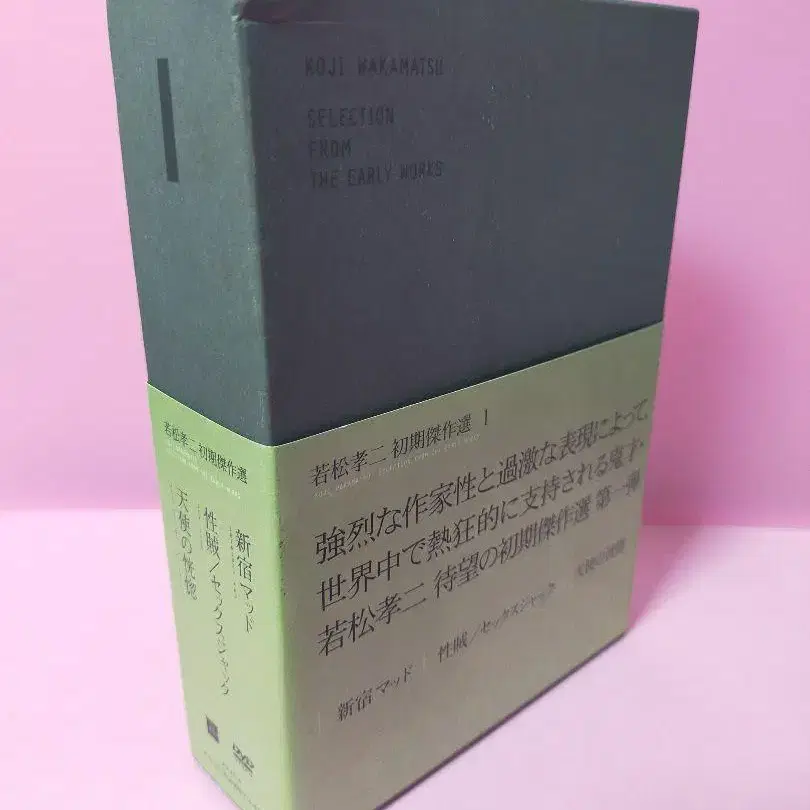 KOJI WAKAMATSU
SELECTION
FROM
THE EARLY WORKS
若松孝二 初期傑作選 I
強烈な作家性と過激な表現によって、
世界中で熱狂的に支持される鬼才・
若松孝二 待望の初期傑作選 第一弾
新宿マッド | 性賊/セックスジャック 天使の恍惚
I
若松孝二 初期傑作選
新宿マッド
性賊/セックスジャック
天使の恍惚
DVD